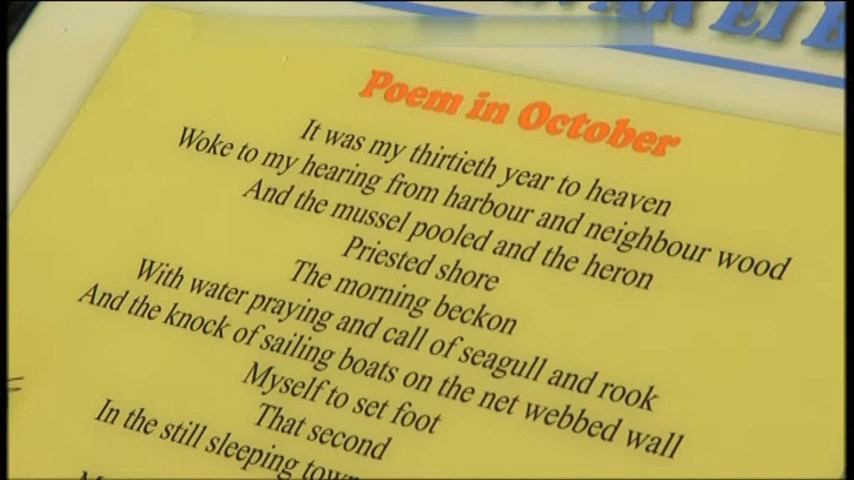 Poem in October
It was my thirtieth year to heaven
Woke to my hearing from harbour and neighbour wood
And the mussel pooled and the heron
Priested shore
The morning beckon
With water praying and call of seagull and rook
And the knock of sailing boats on the net webbed wall
Myself to set foot
That second
In the still sleeping town